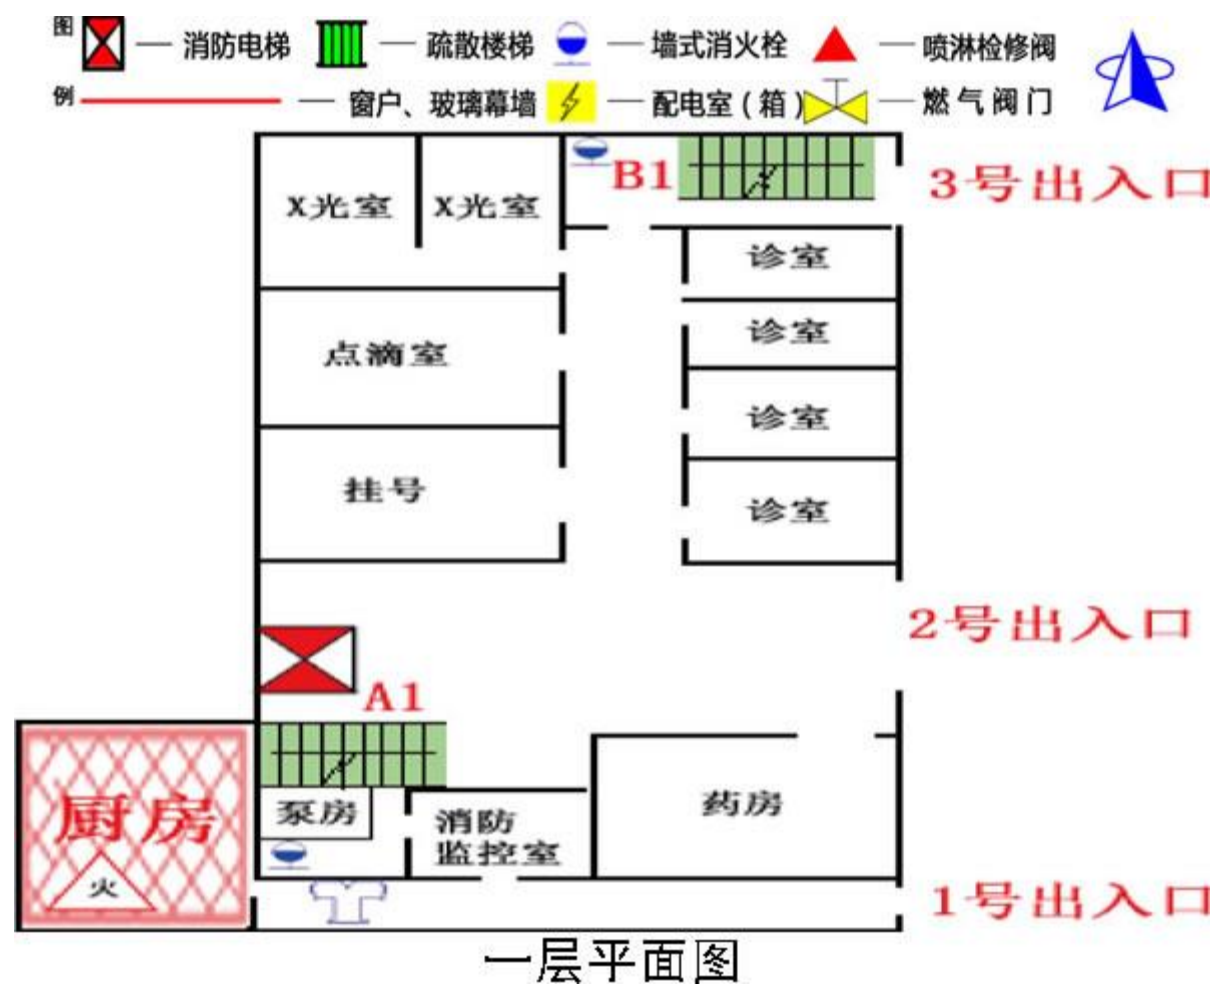 图 — 消防电梯 — 疏散楼梯 — 墙式消火栓 — 喷淋检修阀
例 — 窗户、玻璃幕墙 — 配电室（箱） — 燃气阀门
B1
3号出入口
X光室 X光室
诊室
诊室
点滴室
诊室
挂号
诊室
2号出入口
A1
厨房
火
泵房
消防
监控室
药房
1号出入口
一层平面图